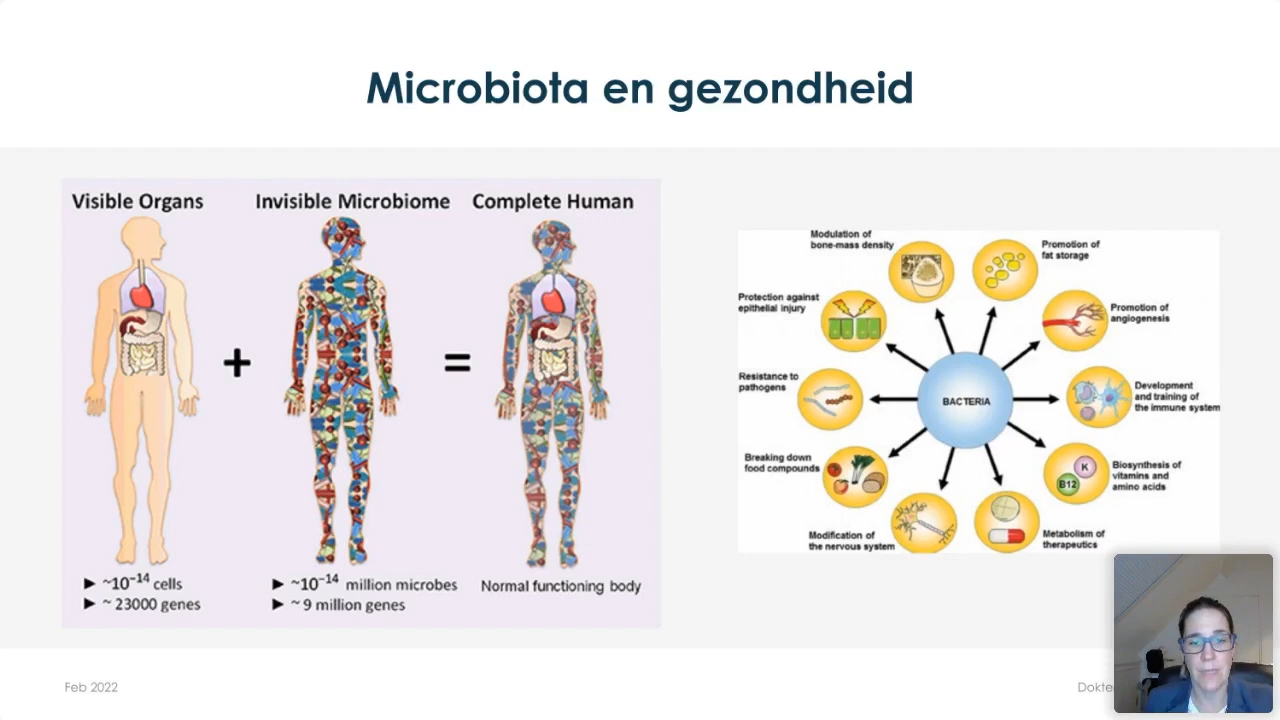 Microbiota en gezondheid
Visible Organs
Invisible Microbiome
Complete Human
+
=
► ~10⁻¹⁴ cells
► ~ 23000 genes
► ~10⁻¹⁴ million microbes
► ~ 9 million genes
Normal functioning body
Modulation of
bone-mass density
Promotion of
fat storage
Protection against
epithelial injury
Promotion of
angiogenesis
Resistance to
pathogens
BACTERIA
Development
and training of
the immune system
Breaking down
food compounds
K
B12
Biosynthesis of
vitamins and
amino acids
Modification of
the nervous system
Metabolism of
therapeutics
Feb 2022